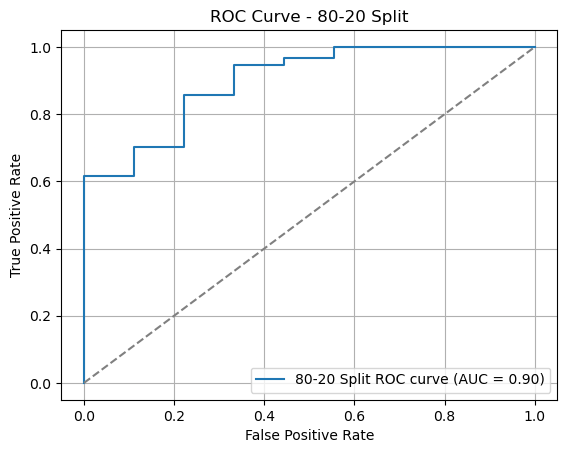 ROC Curve - 80-20 Split
True Positive Rate
1.0
0.8
0.6
0.4
0.2
0.0
80-20 Split ROC curve (AUC = 0.90)
0.0 0.2 0.4 0.6 0.8 1.0
False Positive Rate